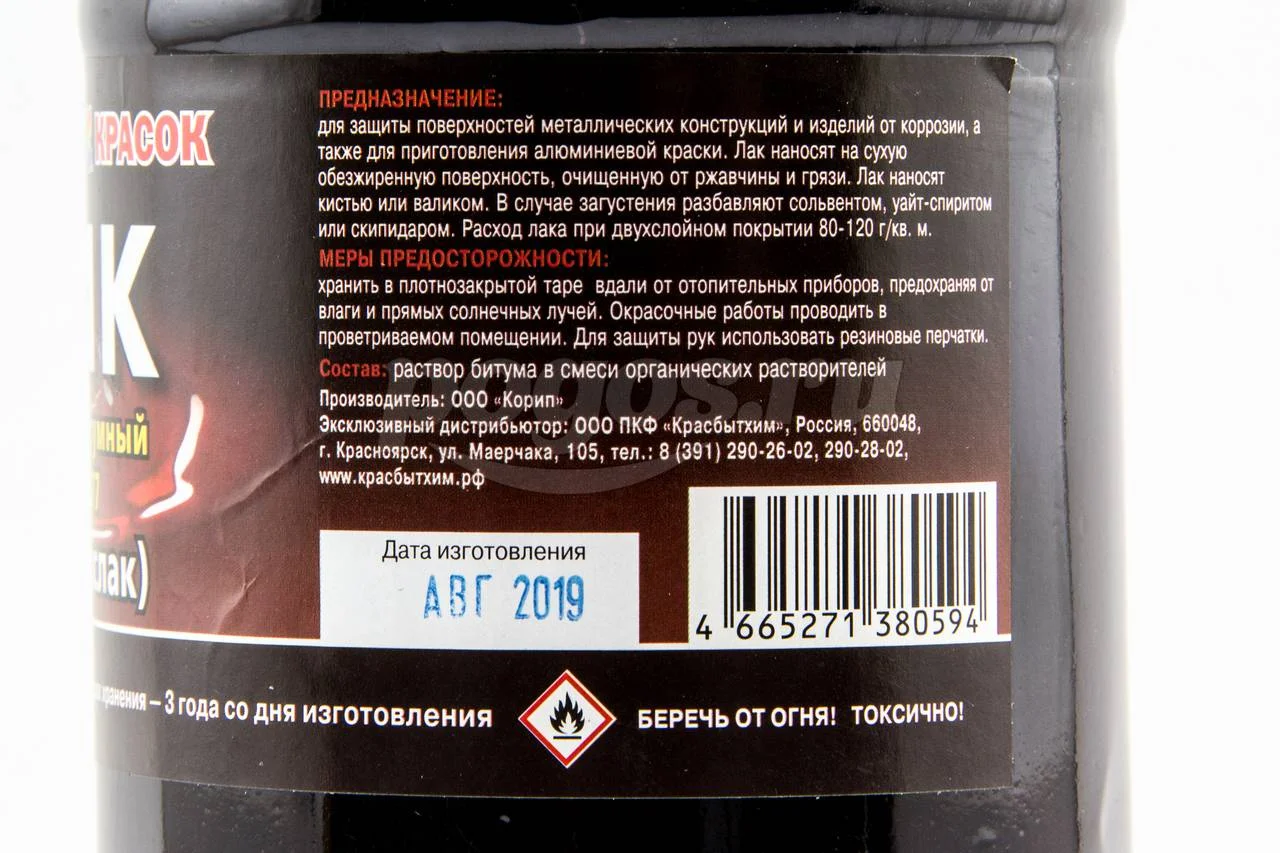 КРАСОК
ПРЕДНАЗНАЧЕНИЕ:
для защиты поверхностей металлических конструкций и изделий от коррозии, а
также для приготовления алюминиевой краски. Лак наносят на сухую
обезжиренную поверхность, очищенную от ржавчины и грязи. Лак наносят
кистью или валиком. В случае загустения разбавляют сольвентом, уайт-спиритом
или скипидаром. Расход лака при двухслойном покрытии 80-120 г/кв. м.
МЕРЫ ПРЕДОСТОРОЖНОСТИ:
хранить в плотнозакрытой таре вдали от отопительных приборов, предохраняя от
влаги и прямых солнечных лучей. Окрасочные работы проводить в
проветриваемом помещении. Для защиты рук использовать резиновые перчатки.
Состав: раствор битума в смеси органических растворителей
Производитель: ООО «Корип»
Эксклюзивный дистрибьютор: ООО ПКФ «Красбытхим», Россия, 660048,
г. Красноярск, ул. Маерчака, 105, тел.: 8 (391) 290-26-02, 290-28-02,
www.красбытхим.рф
pogos.ru
Дата изготовления
АВГ 2019
4 665271 380594
хранения – 3 года со дня изготовления
БЕРЕЧЬ ОТ ОГНЯ! ТОКСИЧНО!